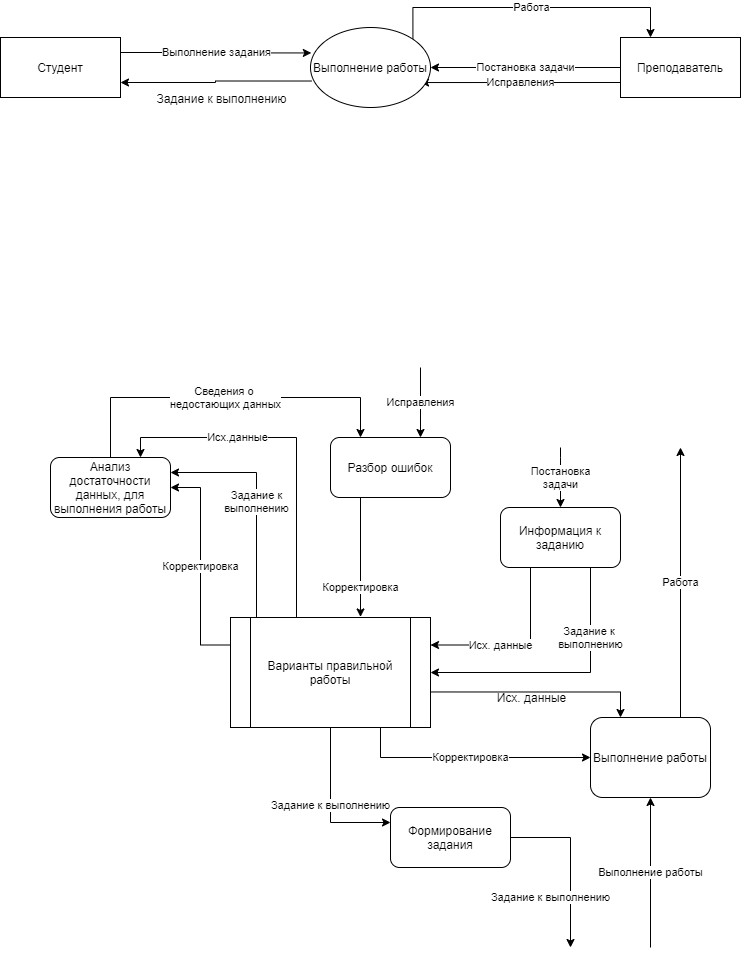 Работа
Выполнение задания
Студент
Выполнение работы
Постановка задачи
Преподаватель
Исправления
Задание к выполнению
Сведения о
недостающих данных
Исправления
Исх.данные
Анализ
достаточности
данных, для
выполнения работы
Разбор ошибок
Постановка
задачи
Задание к
выполнению
Информация к
заданию
Корректировка
Корректировка
Работа
Задание к
выполнению
Исх. данные
Варианты правильной
работы
Исх. данные
Корректировка
Выполнение работы
Задание к выполнению
Формирование
задания
Выполнение работы
Задание к выполнению